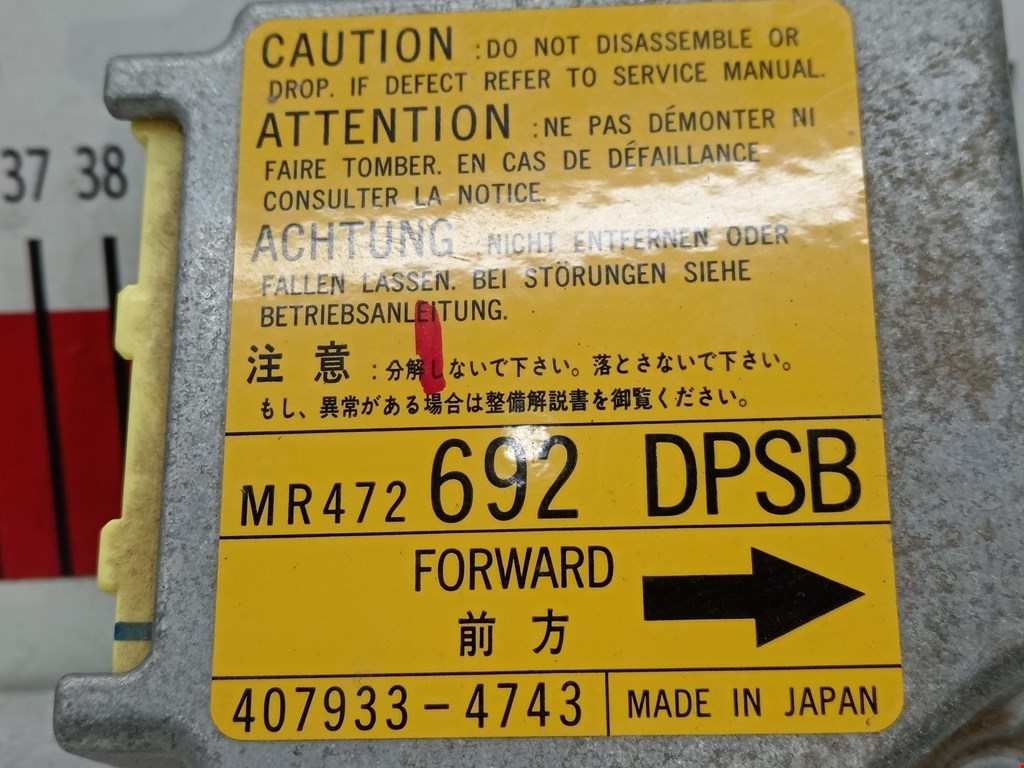 CAUTION :DO NOT DISASSEMBLE OR
DROP. IF DEFECT REFER TO SERVICE MANUAL.
ATTENTION :NE PAS DÉMONTER NI
FAIRE TOMBER. EN CAS DE DÉFAILLANCE
CONSULTER LA NOTICE.
ACHTUNG :NICHT ENTFERNEN ODER
FALLEN LASSEN. BEI STÖRUNGEN SIEHE
BETRIEBSANLEITUNG.
注 意 :分解しないで下さい。落とさないで下さい。
もし、異常がある場合は整備解説書を御覧ください。
MR472 692 DPSB
FORWARD
前 方
407933-4743 MADE IN JAPAN
37 38